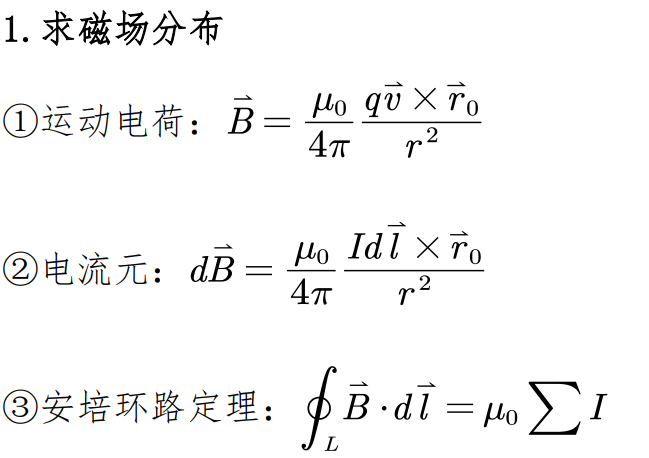 1.求磁场分布
①运动电荷：$\vec{B}=\frac{\mu_0}{4\pi}\frac{q\vec{v}\times\vec{r}_0}{r^2}$
②电流元：$d\vec{B}=\frac{\mu_0}{4\pi}\frac{Id\vec{l}\times\vec{r}_0}{r^2}$
③安培环路定理：$\oint_L\vec{B}\cdot d\vec{l}=\mu_0\sum I$